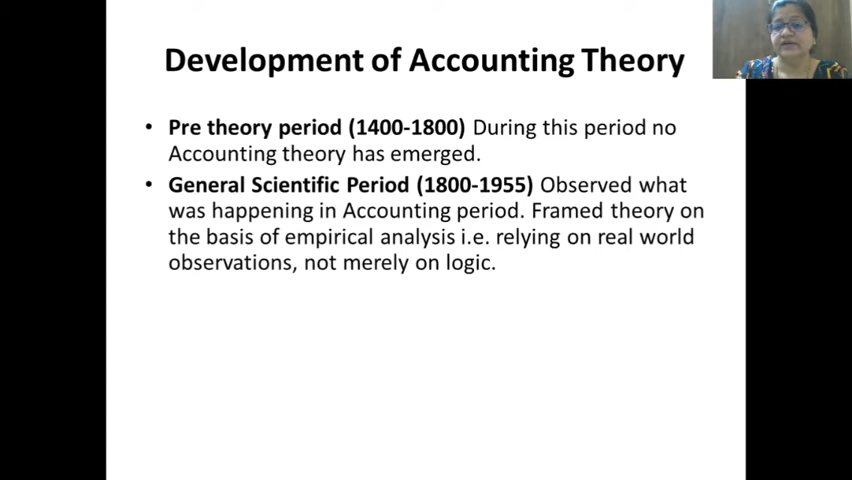 Development of Accounting Theory
• Pre theory period (1400-1800) During this period no
Accounting theory has emerged.
• General Scientific Period (1800-1955) Observed what
was happening in Accounting period. Framed theory on
the basis of empirical analysis i.e. relying on real world
observations, not merely on logic.